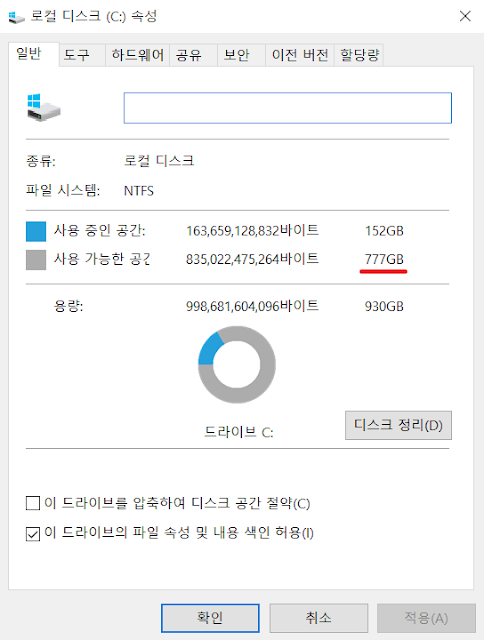 로컬 디스크 (C:) 속성
일반 도구 하드웨어 공유 보안 이전 버전 할당량
종류: 로컬 디스크
파일 시스템: NTFS
사용 중인 공간: 163,659,128,832바이트 152GB
사용 가능한 공간 835,022,475,264바이트 777GB
용량: 998,681,604,096바이트 930GB
드라이브 C:
디스크 정리(D)
이 드라이브를 압축하여 디스크 공간 절약(C)
이 드라이브의 파일 속성 및 내용 색인 허용(I)
확인 취소 적용(A)